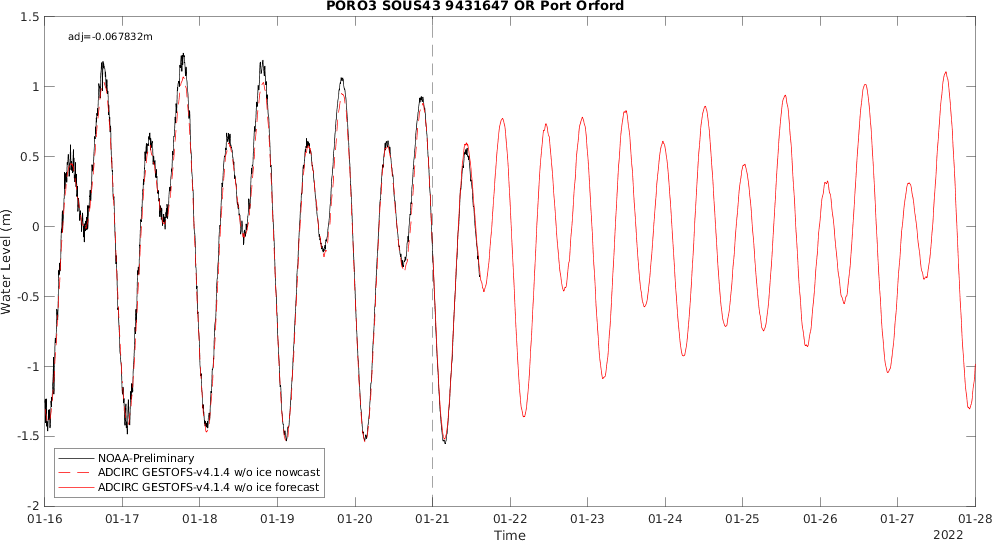 PORO3 SOUS43 9431647 OR Port Orford
adj=-0.067832m
1.5
1
0.5
0
-0.5
-1
-1.5
-2
Water Level (m)
NOAA-Preliminary
ADCIRC GESTOFS-v4.1.4 w/o ice nowcast
ADCIRC GESTOFS-v4.1.4 w/o ice forecast
01-16 01-17 01-18 01-19 01-20 01-21 01-22 01-23 01-24 01-25 01-26 01-27 01-28
Time
2022